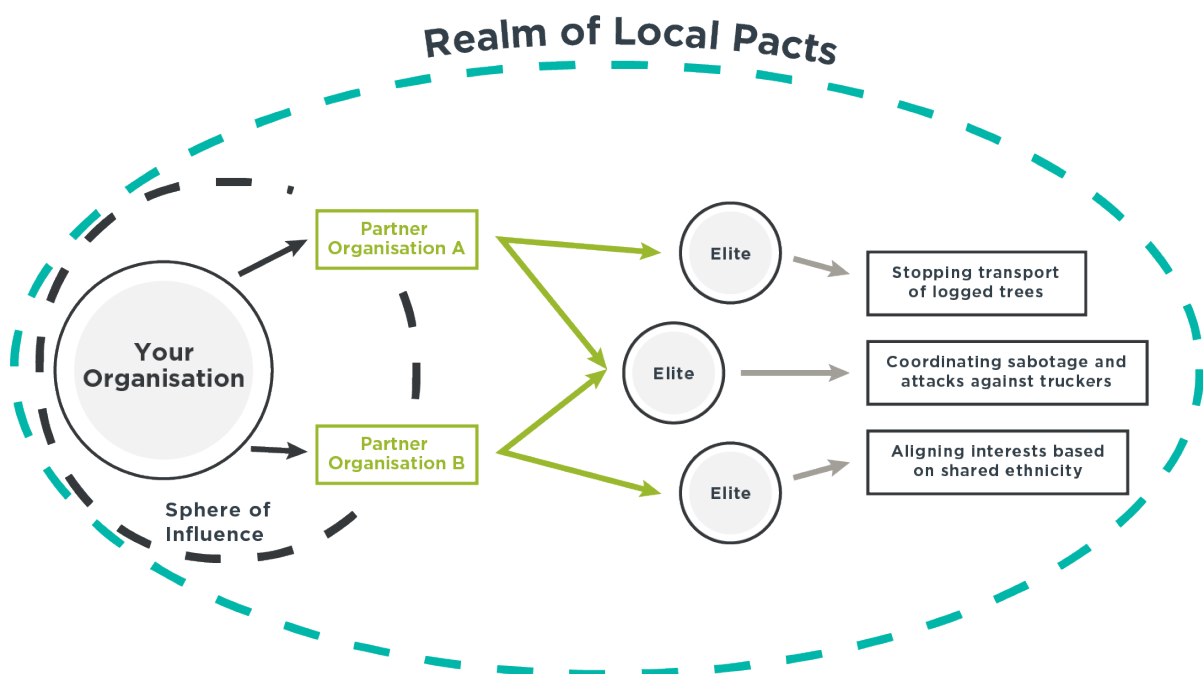 Realm of Local Pacts
Partner
Organisation A
Your
Organisation
Partner
Organisation B
Sphere of
Influence
Elite
Elite
Elite
Stopping transport
of logged trees
Coordinating sabotage and
attacks against truckers
Aligning interests based
on shared ethnicity